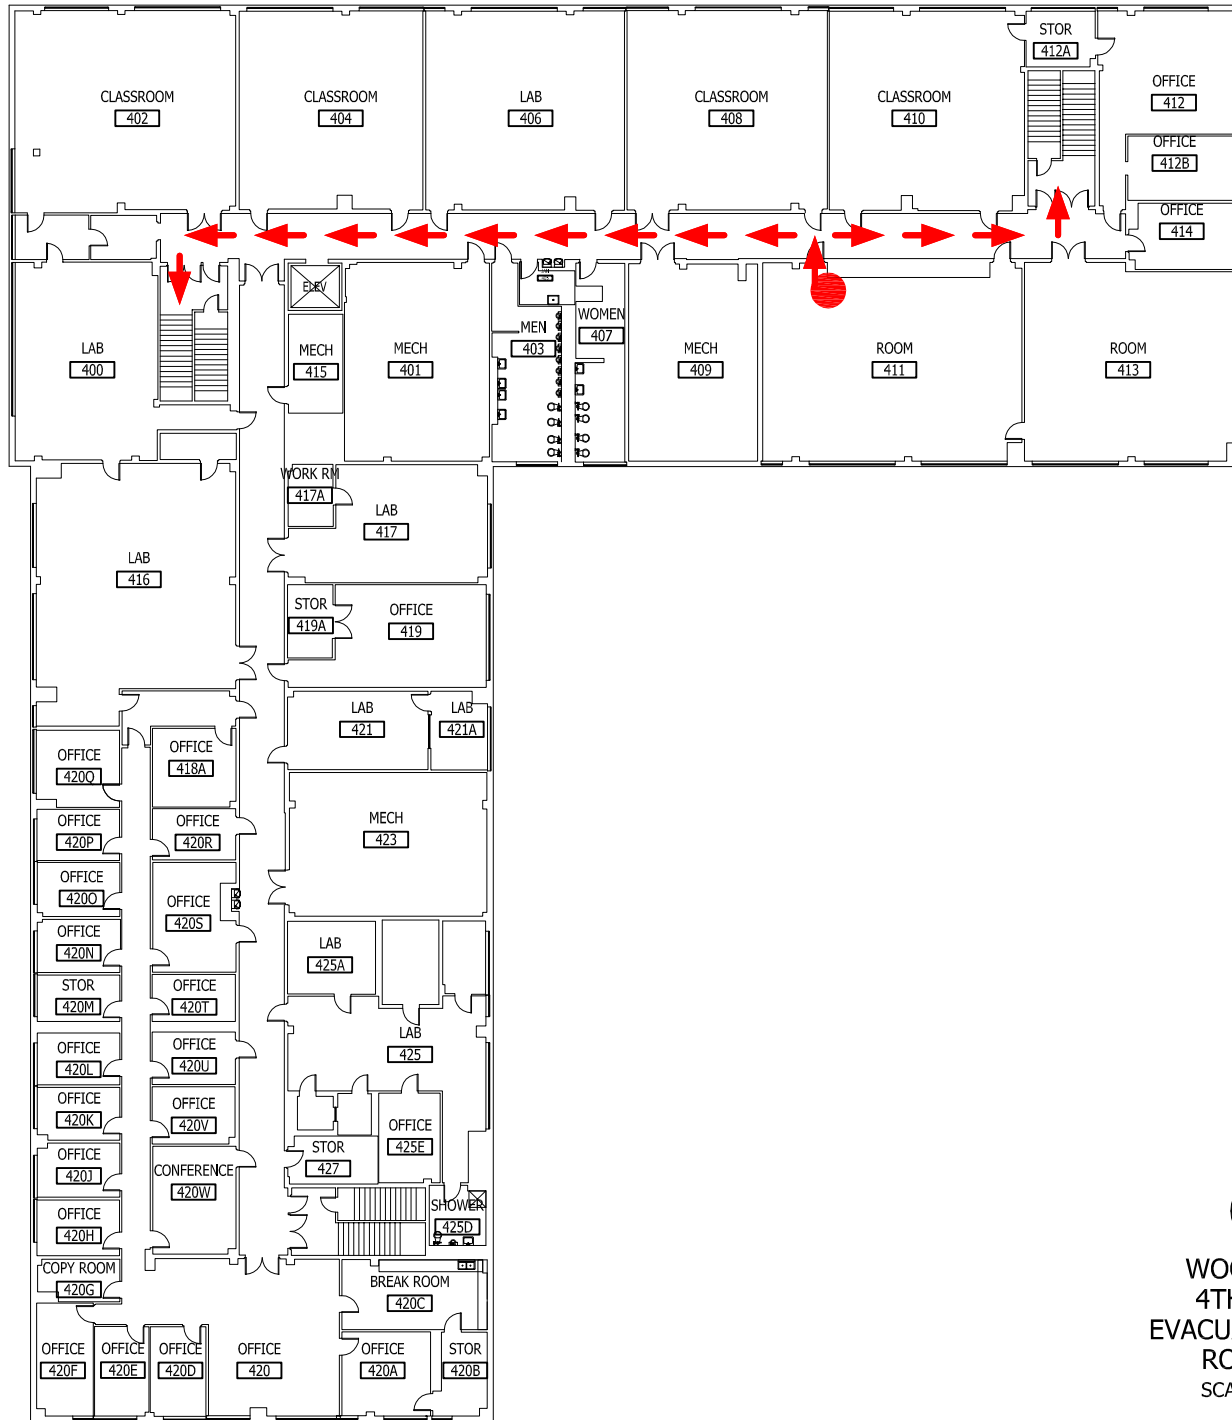 STOR
412A
CLASSROOM
402
CLASSROOM
404
LAB
406
CLASSROOM
408
CLASSROOM
410
OFFICE
412
OFFICE
412B
OFFICE
414
ELEV
LAB
400
MECH
415
MECH
401
MEN
403
WOMEN
407
MECH
409
ROOM
411
ROOM
413
WORK RM
417A
LAB
417
LAB
416
STOR
419A
OFFICE
419
LAB
421
LAB
421A
OFFICE
420Q
OFFICE
418A
OFFICE
420P
OFFICE
420R
MECH
423
OFFICE
420O
OFFICE
420S
OFFICE
420N
LAB
425A
STOR
420M
OFFICE
420T
OFFICE
420L
OFFICE
420U
LAB
425
OFFICE
420K
OFFICE
420V
OFFICE
425E
OFFICE
420J
CONFERENCE
420W
STOR
427
OFFICE
420H
SHOWER
425D
COPY ROOM
420G
BREAK ROOM
420C
OFFICE
420F
OFFICE
420E
OFFICE
420D
OFFICE
420
OFFICE
420A
STOR
420B
WOO
4TH
EVACU
RO
SCA